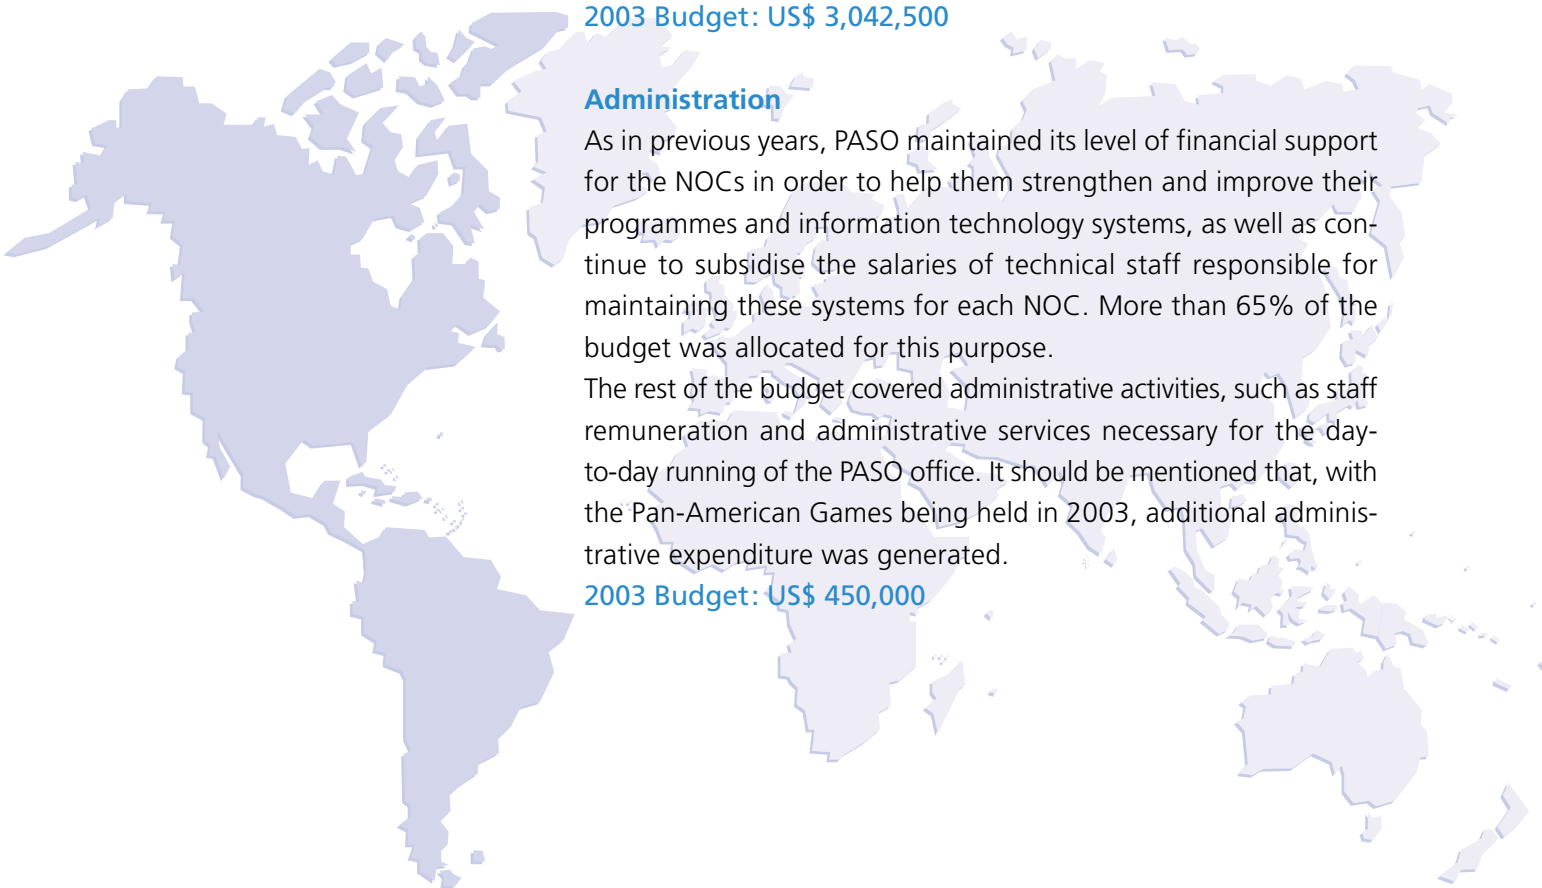 2003 Budget: US$ 3,042,500
Administration
As in previous years, PASO maintained its level of financial support
for the NOCs in order to help them strengthen and improve their
programmes and information technology systems, as well as con-
tinue to subsidise the salaries of technical staff responsible for
maintaining these systems for each NOC. More than 65% of the
budget was allocated for this purpose.
The rest of the budget covered administrative activities, such as staff
remuneration and administrative services necessary for the day-
to-day running of the PASO office. It should be mentioned that, with
the Pan-American Games being held in 2003, additional adminis-
trative expenditure was generated.
2003 Budget: US$ 450,000